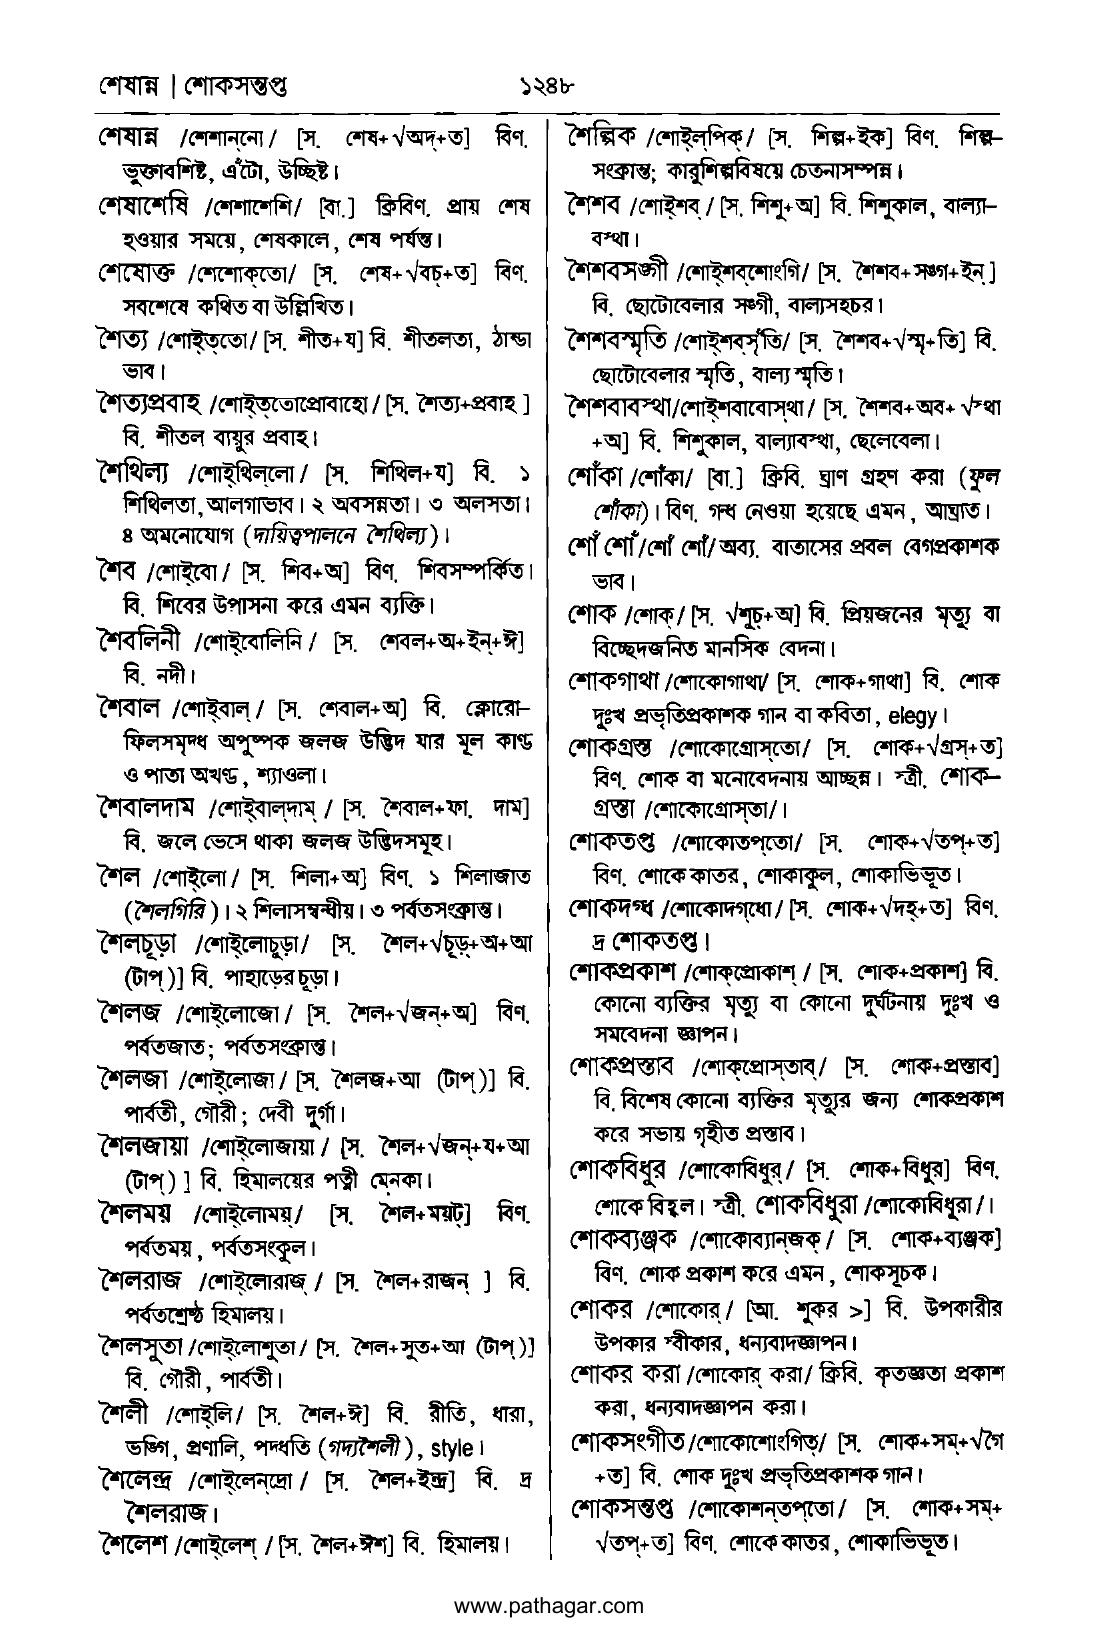 শেষান্ন | শোকসন্তপ্ত
১২৪৮
শেষান্ন /শেশান্‌নো/ [স. শেষ+√অদ্+ত] বিণ.
ভুক্তাবশিষ্ট, এঁটো, উচ্ছিষ্ট।
শেষাশেষি /শেশাশেশি/ [বা.] ক্রিবিণ. প্রায় শেষ
হওয়ার সময়ে, শেষকালে, শেষ পর্যন্ত।
শেষোক্ত /শেশোক্‌তো/ [স. শেষ+√বচ্+ত] বিণ.
সবশেষে কথিত বা উল্লিখিত।
শৈত্য /শোইত্‌তো/ [স. শীত+য] বি. শীতলতা, ঠান্ডা
ভাব।
শৈত্যপ্রবাহ /শোইত্‌তোপ্রোবাহো/ [স. শৈত্য+প্রবাহ]
বি. শীতল বায়ুর প্রবাহ।
শৈথিল্য /শোইথিল্‌লো/ [স. শিথিল+য] বি. ১
শিথিলতা, আলগাভাব। ২ অবসন্নতা। ৩ অলসতা।
৪ অমনোযোগ (দায়িত্বপালনে শৈথিল্য)।
শৈব /শোইবো/ [স. শিব+অ] বিণ. শিবসম্পর্কিত।
বি. শিবের উপাসনা করে এমন ব্যক্তি।
শৈবলিনী /শোইবোলিনি/ [স. শেবল+অ+ইন্+ঈ]
বি. নদী।
শৈবাল /শোইবাল্/ [স. শেবাল+অ] বি. ক্লোরো-
ফিলসমৃদ্ধ অপুষ্পক জলজ উদ্ভিদ যার মূল কাণ্ড
ও পাতা অখণ্ড, শ্যাওলা।
শৈবালদাম /শোইবাল্‌দাম্/ [স. শৈবাল+ফা. দাম]
বি. জলে ভেসে থাকা জলজ উদ্ভিদসমূহ।
শৈল /শোইলো/ [স. শিলা+অ] বিণ. ১ শিলাজাত
(শৈলগিরি)। ২ শিলাসম্বন্ধীয়। ৩ পর্বতসংক্রান্ত।
শৈলচূড়া /শোইলোচুড়া/ [স. শৈল+√চূড়্+অ+আ
(টাপ্)] বি. পাহাড়ের চূড়া।
শৈলজ /শোইলোজো/ [স. শৈল+√জন্+অ] বিণ.
পর্বতজাত; পর্বতসংক্রান্ত।
শৈলজা /শোইলোজা/ [স. শৈলজ+আ (টাপ্)] বি.
পার্বতী, গৌরী; দেবী দুর্গা।
শৈলজায়া /শোইলোজায়া/ [স. শৈল+√জন্+য+আ
(টাপ্)] বি. হিমালয়ের পত্নী মেনকা।
শৈলময় /শোইলোময়্/ [স. শৈল+ময়ট্] বিণ.
পর্বতময়, পর্বতসংকুল।
শৈলরাজ /শোইলোরাজ্/ [স. শৈল+রাজন্] বি.
পর্বতশ্রেষ্ঠ হিমালয়।
শৈলসুতা /শোইলোশুতা/ [স. শৈল+সুত+আ (টাপ্)]
বি. গৌরী, পার্বতী।
শৈলী /শোইলি/ [স. শৈল+ঈ] বি. রীতি, ধারা,
ভঙ্গি, প্রণালি, পদ্ধতি (গদ্যশৈলী), style।
শৈলেন্দ্র /শোইলেন্‌দ্রো/ [স. শৈল+ইন্দ্র] বি. দ্র
শৈলরাজ।
শৈলেশ /শোইলেশ্/ [স. শৈল+ঈশ] বি. হিমালয়।
শৈল্পিক /শোইল্‌পিক্/ [স. শিল্প+ইক] বিণ. শিল্প-
সংক্রান্ত; কারুশিল্পবিষয়ে চেতনাসম্পন্ন।
শৈশব /শোইশব্/ [স. শিশু+অ] বি. শিশুকাল, বাল্যা-
বস্থা।
শৈশবসঙ্গী /শোইশব্‌শোংগি/ [স. শৈশব+সঙ্গ+ইন্]
বি. ছোটোবেলার সঙ্গী, বাল্যসহচর।
শৈশবস্মৃতি /শোইশব্‌সৃঁতি/ [স. শৈশব+√স্মৃ+তি] বি.
ছোটোবেলার স্মৃতি, বাল্য স্মৃতি।
শৈশবাবস্থা/শোইশবাবোস্‌থা/ [স. শৈশব+অব+√স্থা
+অ] বি. শিশুকাল, বাল্যাবস্থা, ছেলেবেলা।
শোঁকা /শোঁকা/ [বা.] ক্রিবি. ঘ্রাণ গ্রহণ করা (ফুল
শোঁকা)। বিণ. গন্ধ নেওয়া হয়েছে এমন, আঘ্রাত।
শোঁ শোঁ /শোঁ শোঁ/ অব্য. বাতাসের প্রবল বেগপ্রকাশক
ভাব।
শোক /শোক্/ [স. √শুচ্+অ] বি. প্রিয়জনের মৃত্যু বা
বিচ্ছেদজনিত মানসিক বেদনা।
শোকগাথা /শোকোগাথা/ [স. শোক+গাথা] বি. শোক
দুঃখ প্রভৃতিপ্রকাশক গান বা কবিতা, elegy।
শোকগ্রস্ত /শোকোগ্রোস্‌তো/ [স. শোক+√গ্রস্+ত]
বিণ. শোক বা মনোবেদনায় আচ্ছন্ন। স্ত্রী. শোক-
গ্রস্তা /শোকোগ্রোস্‌তা/।
শোকতপ্ত /শোকোতপ্‌তো/ [স. শোক+√তপ্+ত]
বিণ. শোকে কাতর, শোকাকুল, শোকাভিভূত।
শোকদগ্ধ /শোকোদগ্‌ধো/ [স. শোক+√দহ্+ত] বিণ.
দ্র শোকতপ্ত।
শোকপ্রকাশ /শোক্‌প্রোকাশ্/ [স. শোক+প্রকাশ] বি.
কোনো ব্যক্তির মৃত্যু বা কোনো দুর্ঘটনায় দুঃখ ও
সমবেদনা জ্ঞাপন।
শোকপ্রস্তাব /শোক্‌প্রোস্‌তাব্/ [স. শোক+প্রস্তাব]
বি. বিশেষ কোনো ব্যক্তির মৃত্যুর জন্য শোকপ্রকাশ
করে সভায় গৃহীত প্রস্তাব।
শোকবিধুর /শোকোবিধুর্/ [স. শোক+বিধুর] বিণ.
শোকে বিহ্বল। স্ত্রী. শোকবিধুরা /শোকোবিধুরা/।
শোকব্যঞ্জক /শোকোব্যান্‌জক্/ [স. শোক+ব্যঞ্জক]
বিণ. শোক প্রকাশ করে এমন, শোকসূচক।
শোকর /শোকোর্/ [আ. শুকর >] বি. উপকারীর
উপকার স্বীকার, ধন্যবাদজ্ঞাপন।
শোকর করা /শোকোর্ করা/ ক্রিবি. কৃতজ্ঞতা প্রকাশ
করা, ধন্যবাদজ্ঞাপন করা।
শোকসংগীত /শোকোশোংগিত্/ [স. শোক+সম্+√গৈ
+ত] বি. শোক দুঃখ প্রভৃতিপ্রকাশক গান।
শোকসন্তপ্ত /শোকোশন্‌তপ্‌তো/ [স. শোক+সম্+
√তপ্+ত] বিণ. শোকে কাতর, শোকাভিভূত।
www.pathagar.com